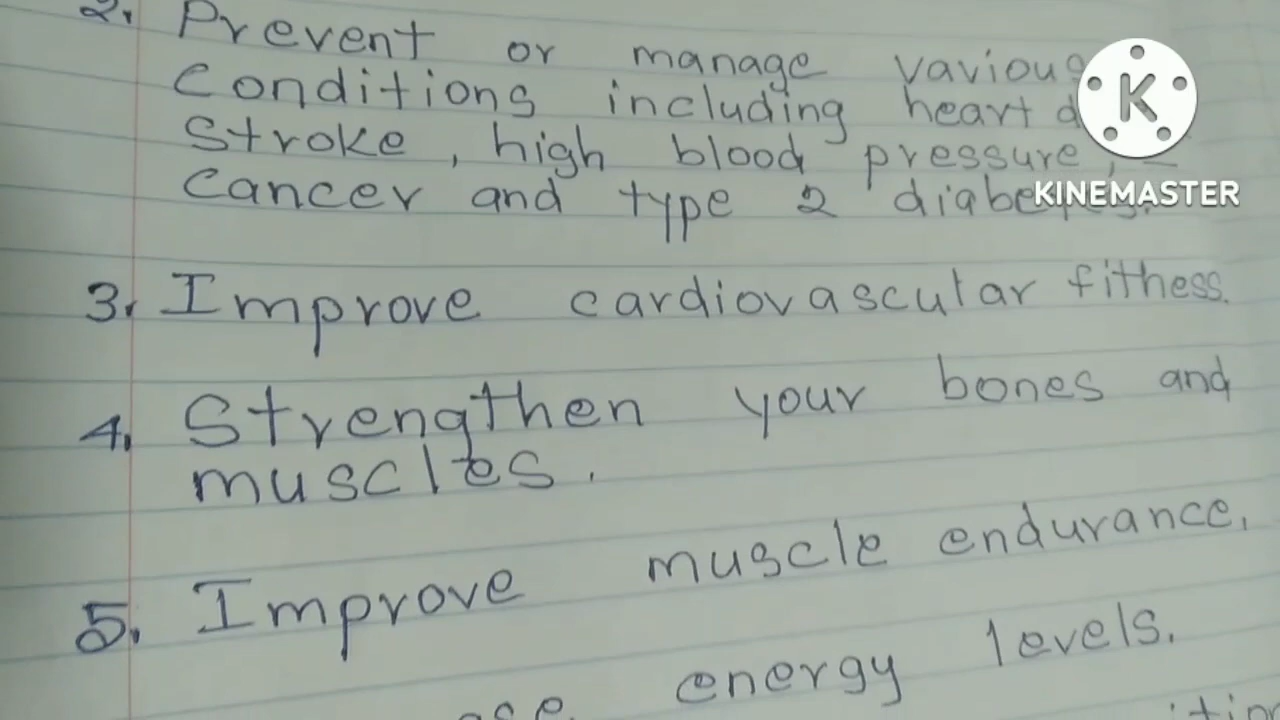 2. Prevent or manage various
conditions including heart
Stroke, high blood pressure,
Cancer and type 2
3. Improve cardiovascular fitness.
4. Strengthen your bones and
muscles.
5. Improve muscle endurance.
energy levels.
K
KINEMASTER